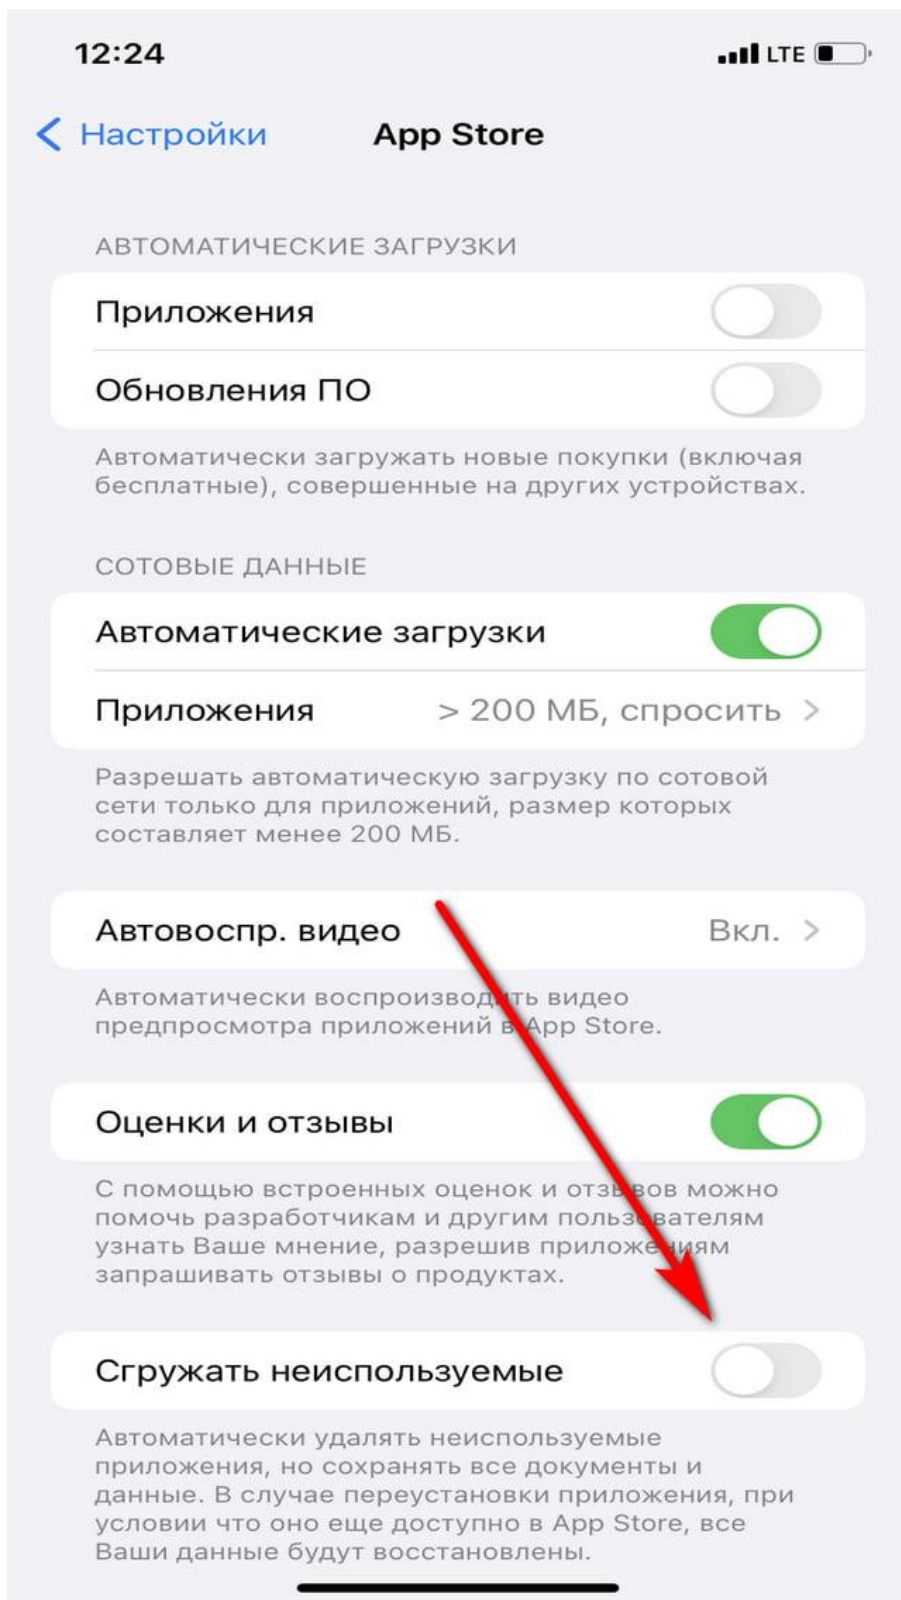 12:24
LTE
Настройки
App Store
АВТОМАТИЧЕСКИЕ ЗАГРУЗКИ
Приложения
Обновления ПО
Автоматически загружать новые покупки (включая
бесплатные), совершенные на других устройствах.
СОТОВЫЕ ДАННЫЕ
Автоматические загрузки
Приложения > 200 МБ, спросить
Разрешать автоматическую загрузку по сотовой
сети только для приложений, размер которых
составляет менее 200 МБ.
Автовоспр. видео Вкл.
Автоматически воспроизводить видео
предпросмотра приложений в App Store.
Оценки и отзывы
С помощью встроенных оценок и отзывов можно
помочь разработчикам и другим пользователям
узнать Ваше мнение, разрешив приложениям
запрашивать отзывы о продуктах.
Сгружать неиспользуемые
Автоматически удалять неиспользуемые
приложения, но сохранять все документы и
данные. В случае переустановки приложения, при
условии что оно еще доступно в App Store, все
Ваши данные будут восстановлены.